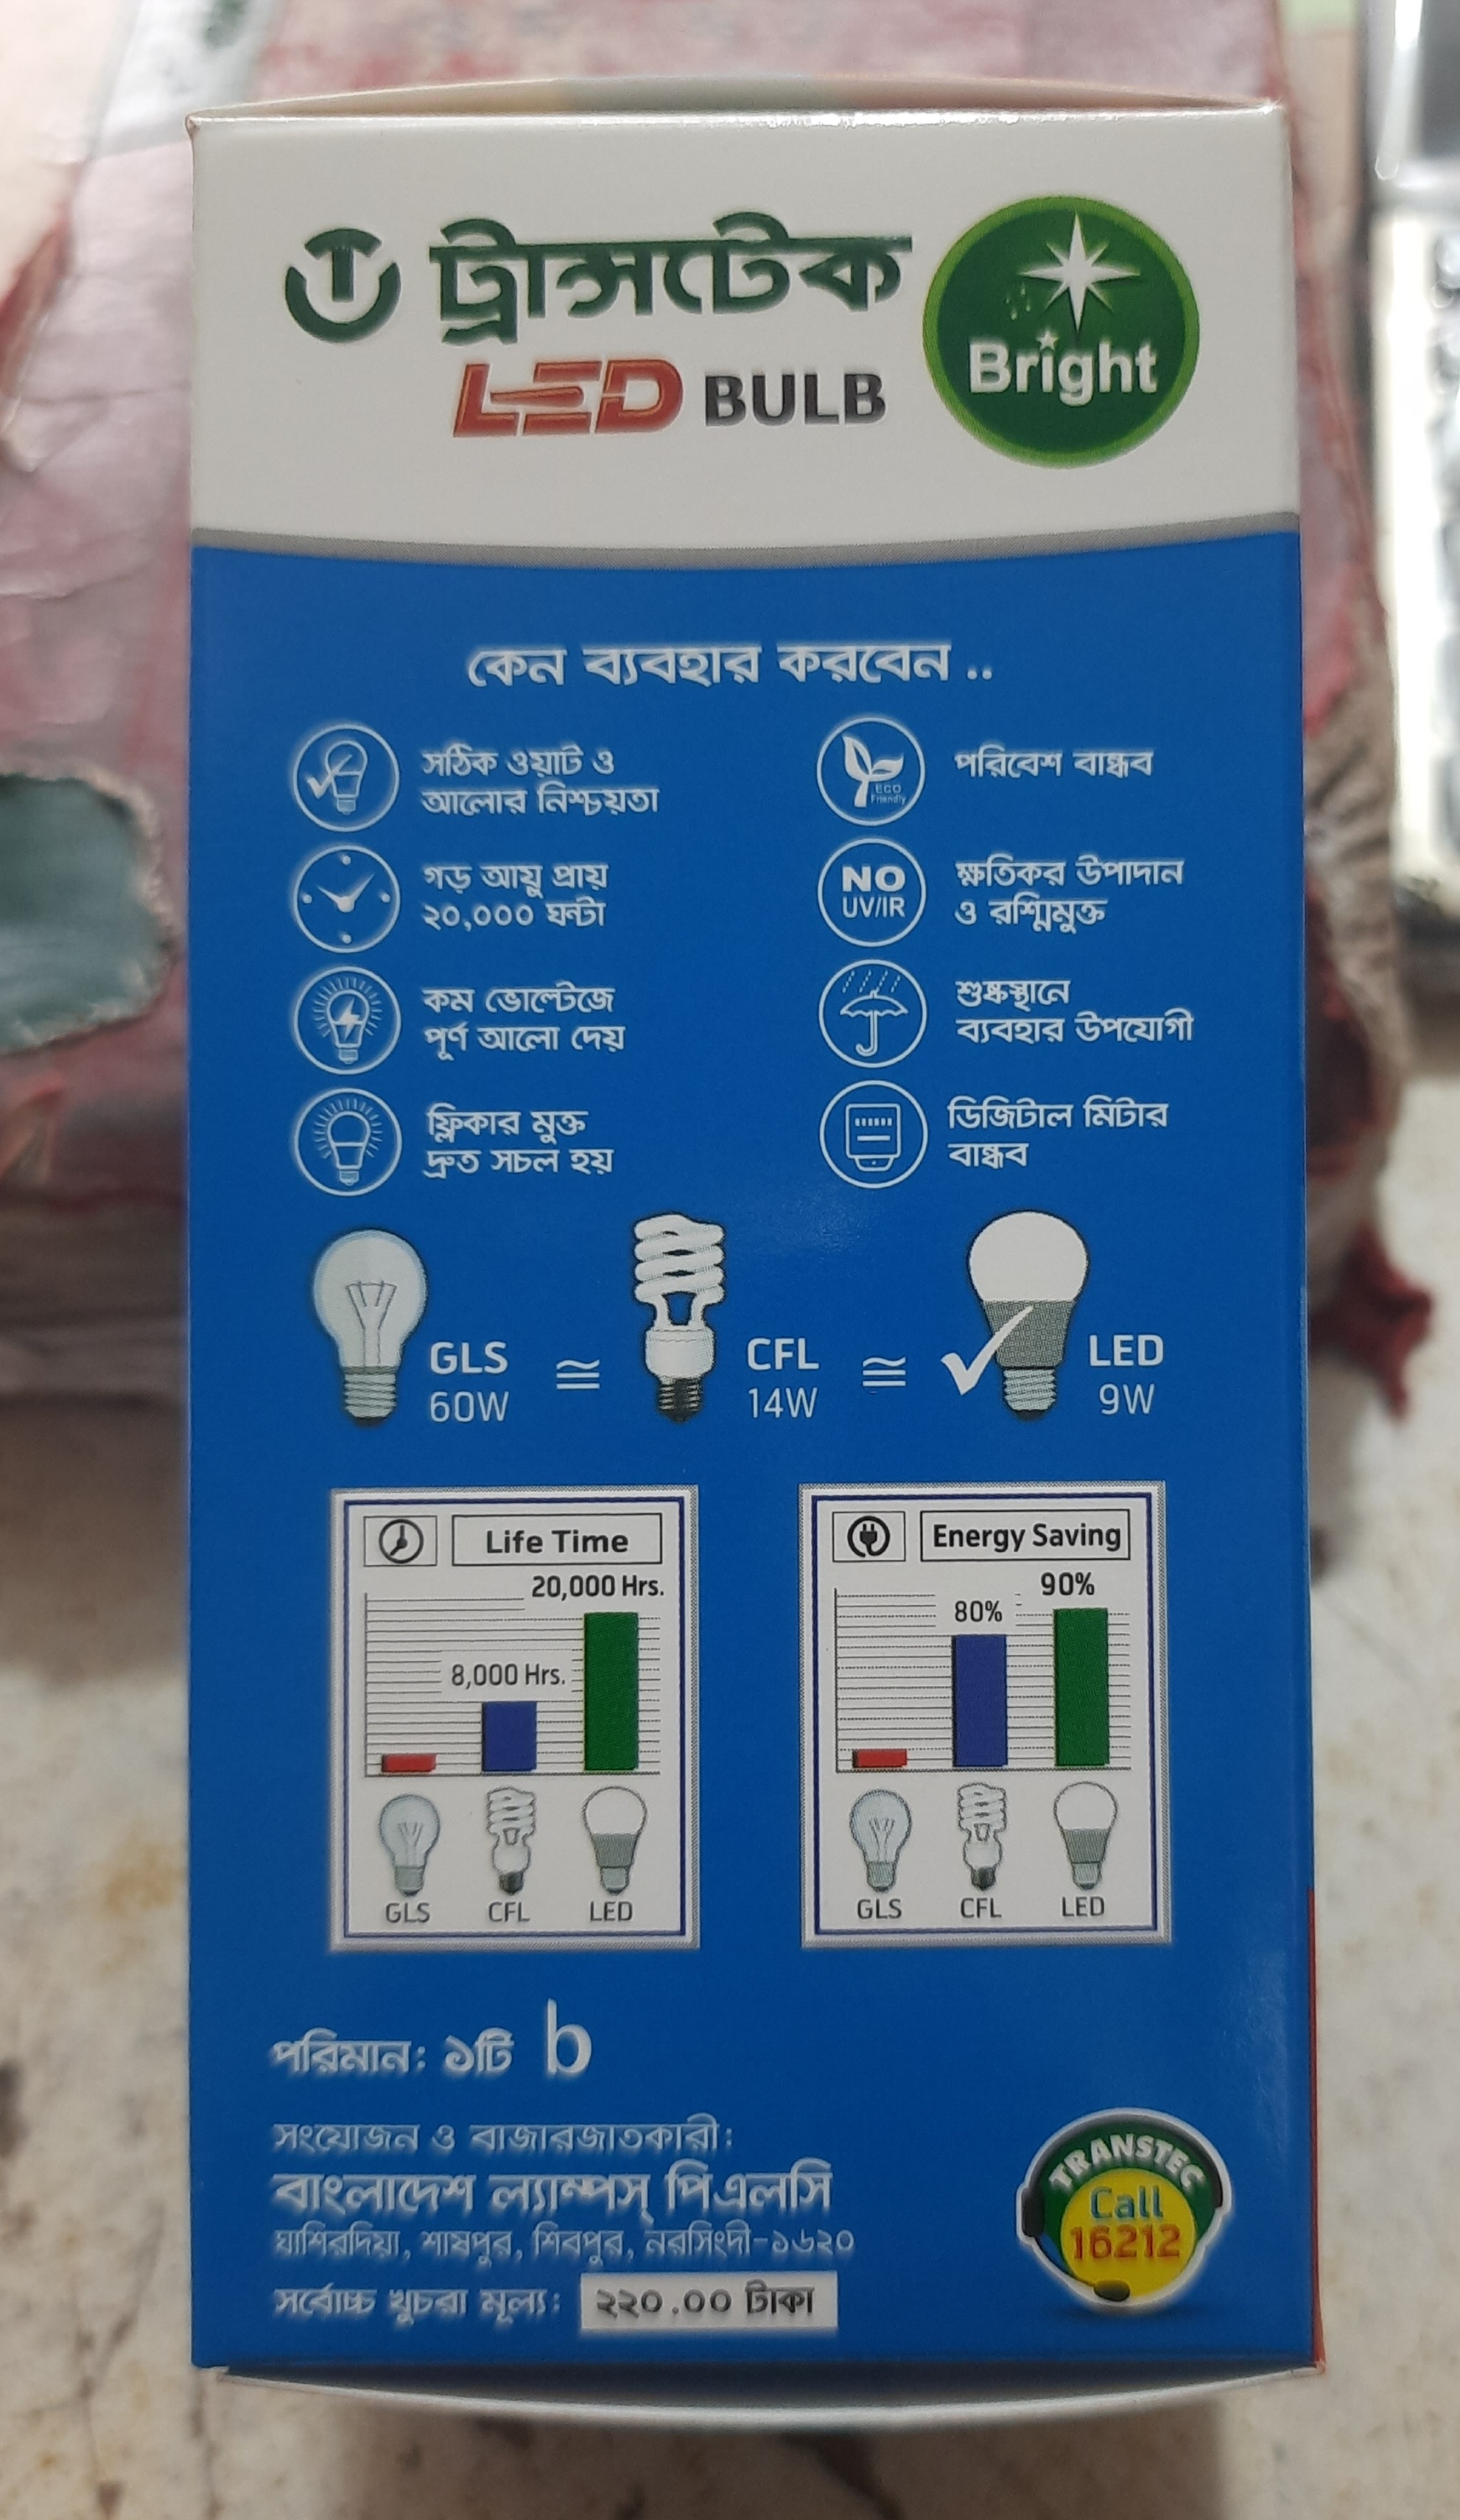 ট্রান্সটেক
LED BULB
Bright
কেন ব্যবহার করবেন ..
সঠিক ওয়াট ও
আলোর নিশ্চয়তা
পরিবেশ বান্ধব
ECO
Friendly
গড় আয়ু প্রায়
২০,০০০ ঘন্টা
NO
UV/IR
ক্ষতিকর উপাদান
ও রশ্মিমুক্ত
কম ভোল্টেজে
পূর্ণ আলো দেয়
শুষ্কস্থানে
ব্যবহার উপযোগী
ফ্লিকার মুক্ত
দ্রুত সচল হয়
ডিজিটাল মিটার
বান্ধব
GLS
60W
≅
CFL
14W
≅
LED
9W
Life Time
20,000 Hrs.
8,000 Hrs.
GLS CFL LED
Energy Saving
90%
80%
GLS CFL LED
পরিমান: ১টি b
সংযোজন ও বাজারজাতকারী:
বাংলাদেশ ল্যাম্পস্ পিএলসি
ঘাশিরদিয়া, শাষপুর, শিবপুর, নরসিংদী-১৬২০
সর্বোচ্চ খুচরা মূল্য: ২২০.০০ টাকা
TRANSTEC
Call
16212